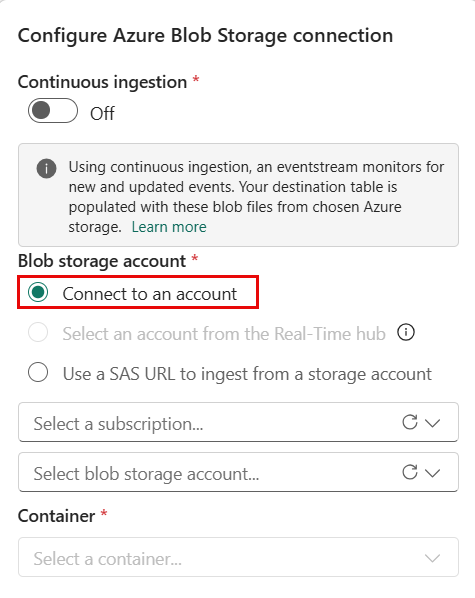 Configure Azure Blob Storage connection
Continuous ingestion *
Off
Using continuous ingestion, an eventstream monitors for
new and updated events. Your destination table is
populated with these blob files from chosen Azure
storage. Learn more
Blob storage account *
Connect to an account
Select an account from the Real-Time hub
Use a SAS URL to ingest from a storage account
Select a subscription...
Select blob storage account...
Container *
Select a container...